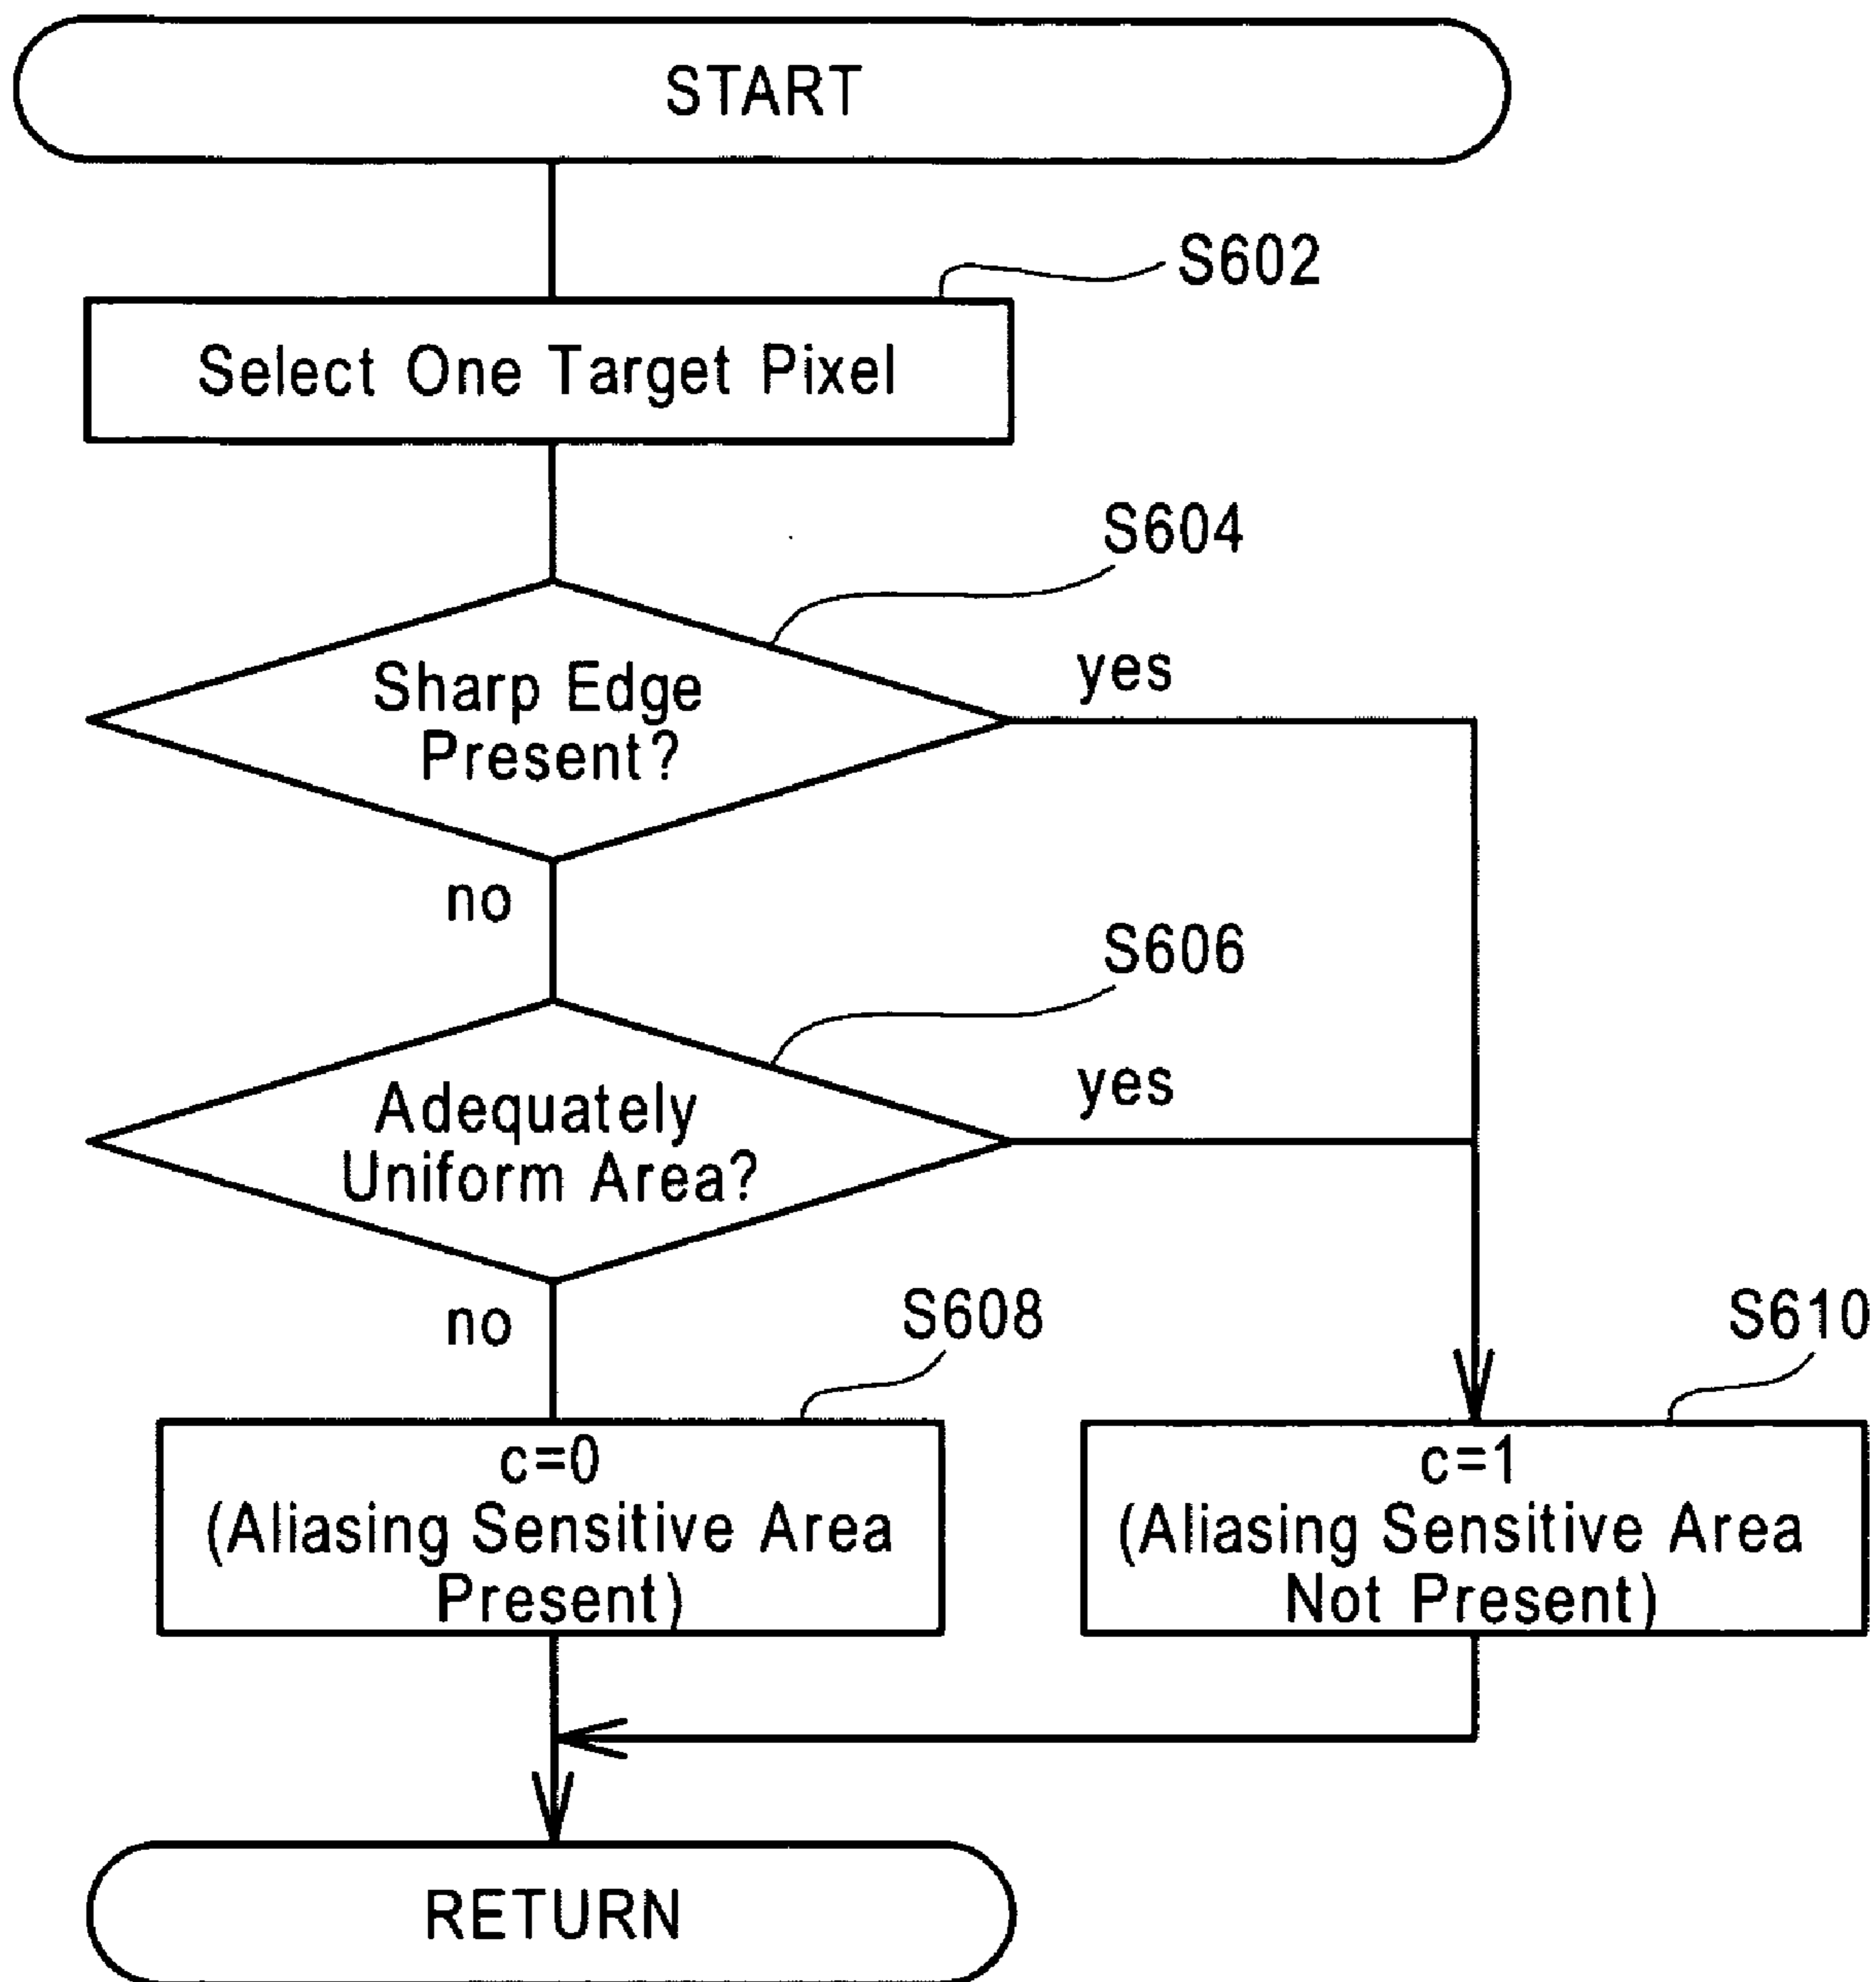 START
S602
Select One Target Pixel
S604
Sharp Edge
Present?
yes
no
S606
Adequately
Uniform Area?
yes
no
S608
S610
c=0
(Aliasing Sensitive Area
Present)
c=1
(Aliasing Sensitive Area
Not Present)
RETURN